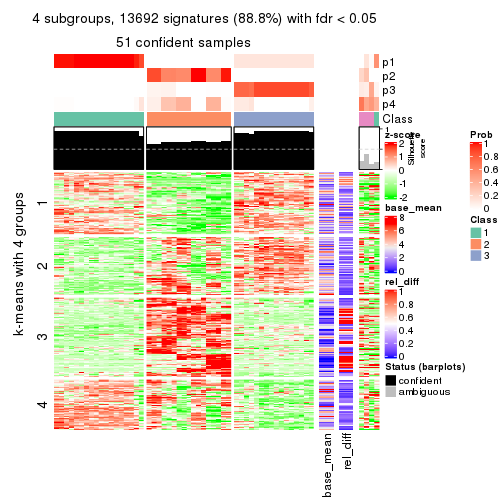 4 subgroups, 13692 signatures (88.8%) with fdr < 0.05
51 confident samples
p1
p2
p3
p4
Class
1
Silhouette
score
z-score
2
1
0
-1
-2
base_mean
8
6
4
2
0
rel_diff
1
0.8
0.6
0.4
0.2
0
Status (barplots)
confident
ambiguous
Prob
1
0.8
0.6
0.4
0.2
0
Class
1
2
3
k-means with 4 groups
1
2
3
4
base_mean
rel_diff